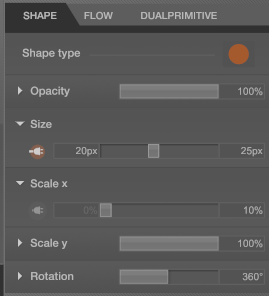 SHAPE FLOW DUALPRIMITIVE
Shape type
Opacity 100%
Size
20px 25px
Scale x
0% 10%
Scale y 100%
Rotation 360°